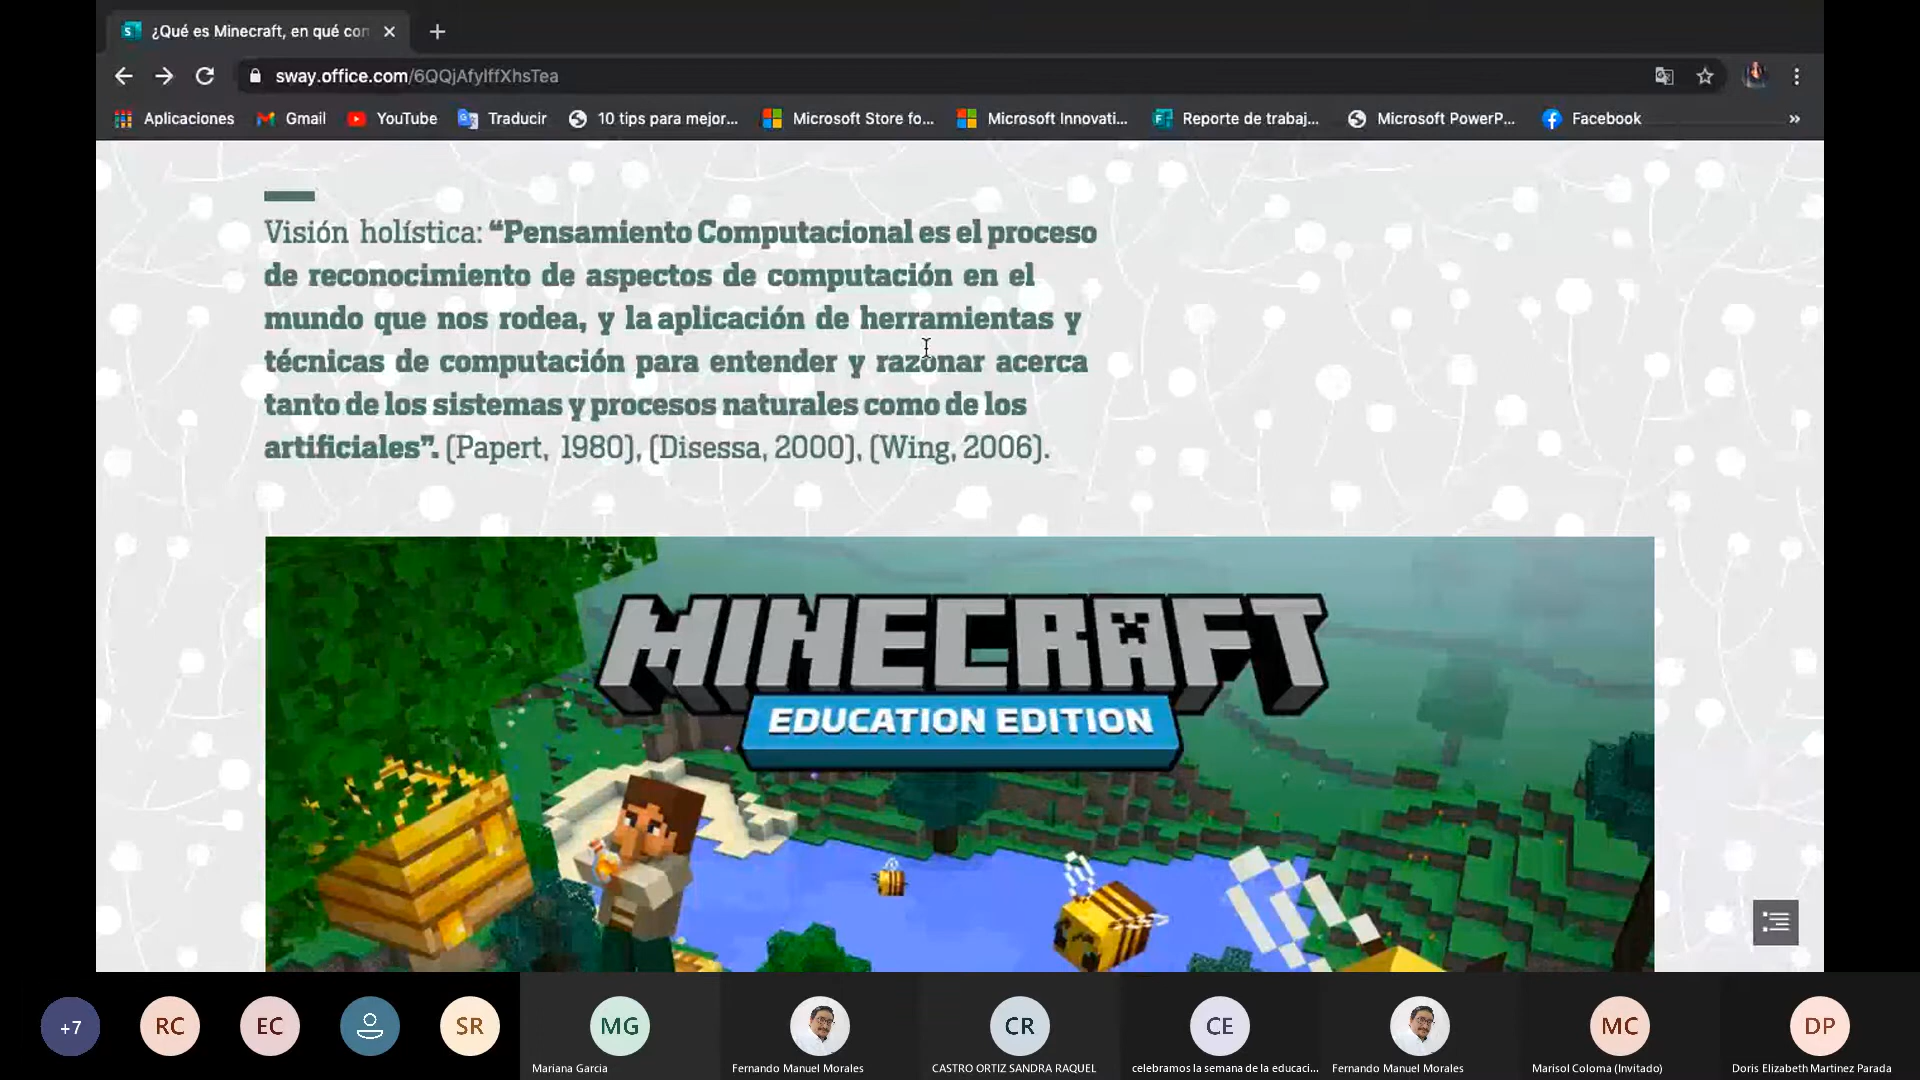 ¿Qué es Minecraft, en qué con
sway.office.com/6QQjAfyIffXhsTea
Aplicaciones Gmail YouTube Traducir 10 tips para mejor... Microsoft Store fo... Microsoft Innovati... Reporte de trabaj... Microsoft PowerP... Facebook »
Visión holística: “Pensamiento Computacional es el proceso
de reconocimiento de aspectos de computación en el
mundo que nos rodea, y la aplicación de herramientas y
técnicas de computación para entender y razonar acerca
tanto de los sistemas y procesos naturales como de los
artificiales”. (Papert, 1980), (Disessa, 2000), (Wing, 2006).
MINECRAFT
EDUCATION EDITION
+7 RC EC SR MG CR CE MC DP
Mariana Garcia Fernando Manuel Morales CASTRO ORTIZ SANDRA RAQUEL celebramos la semana de la educaci... Fernando Manuel Morales Marisol Coloma (Invitado) Doris Elizabeth Martinez Parada